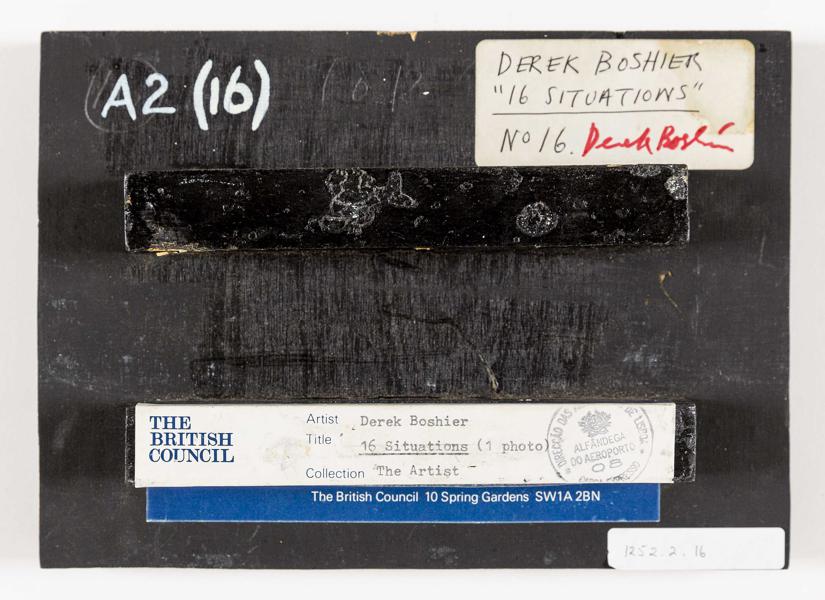 A2 (16)
DEREK BOSHIER
"16 SITUATIONS"
No 16. Derek Boshier
THE
BRITISH
COUNCIL
Artist Derek Boshier
Title 16 Situations (1 photo)
Collection The Artist
DIRECÇÃO DAS DE LISBOA
ALFÂNDEGA
DO AEROPORTO
08
The British Council 10 Spring Gardens SW1A 2BN
1252.2.16